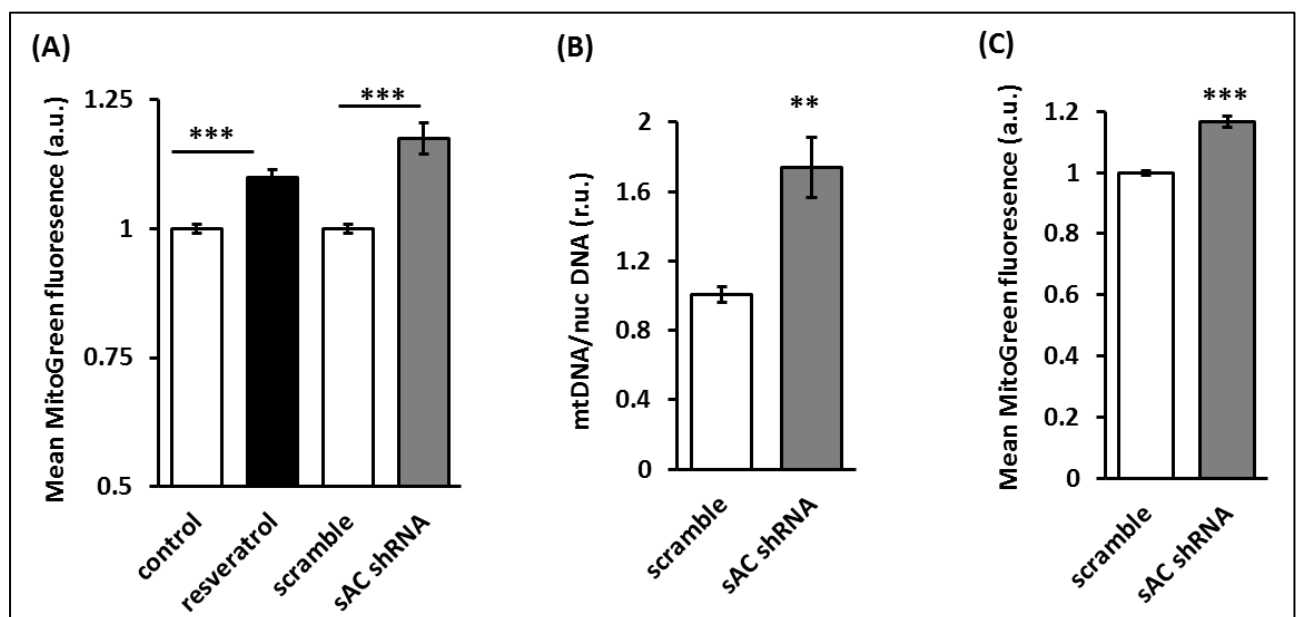 (A)
Mean MitoGreen fluoresence (a.u.)
1.25
1
0.75
0.5
***
***
control
resveratrol
scramble
sAC shRNA
(B)
mtDNA/nuc DNA (r.u.)
2
1.6
1.2
0.8
0.4
0
**
scramble
sAC shRNA
(C)
Mean MitoGreen fluoresence (a.u.)
1.2
1
0.8
0.6
0.4
0.2
0
***
scramble
sAC shRNA